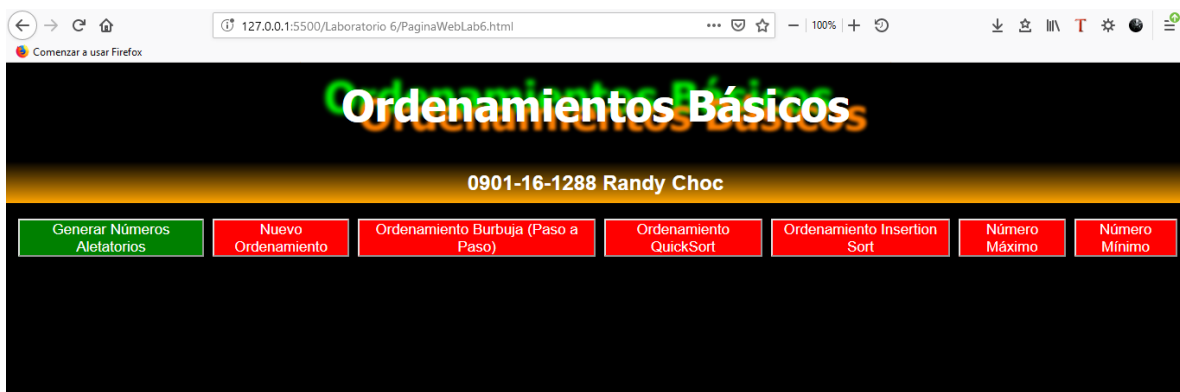 127.0.0.1:5500/Laboratorio 6/PaginaWebLab6.html
100%
Comenzar a usar Firefox
Ordenamientos Básicos
0901-16-1288 Randy Choc
Generar Números
Aletatorios
Nuevo
Ordenamiento
Ordenamiento Burbuja (Paso a
Paso)
Ordenamiento
QuickSort
Ordenamiento Insertion
Sort
Número
Máximo
Número
Mínimo